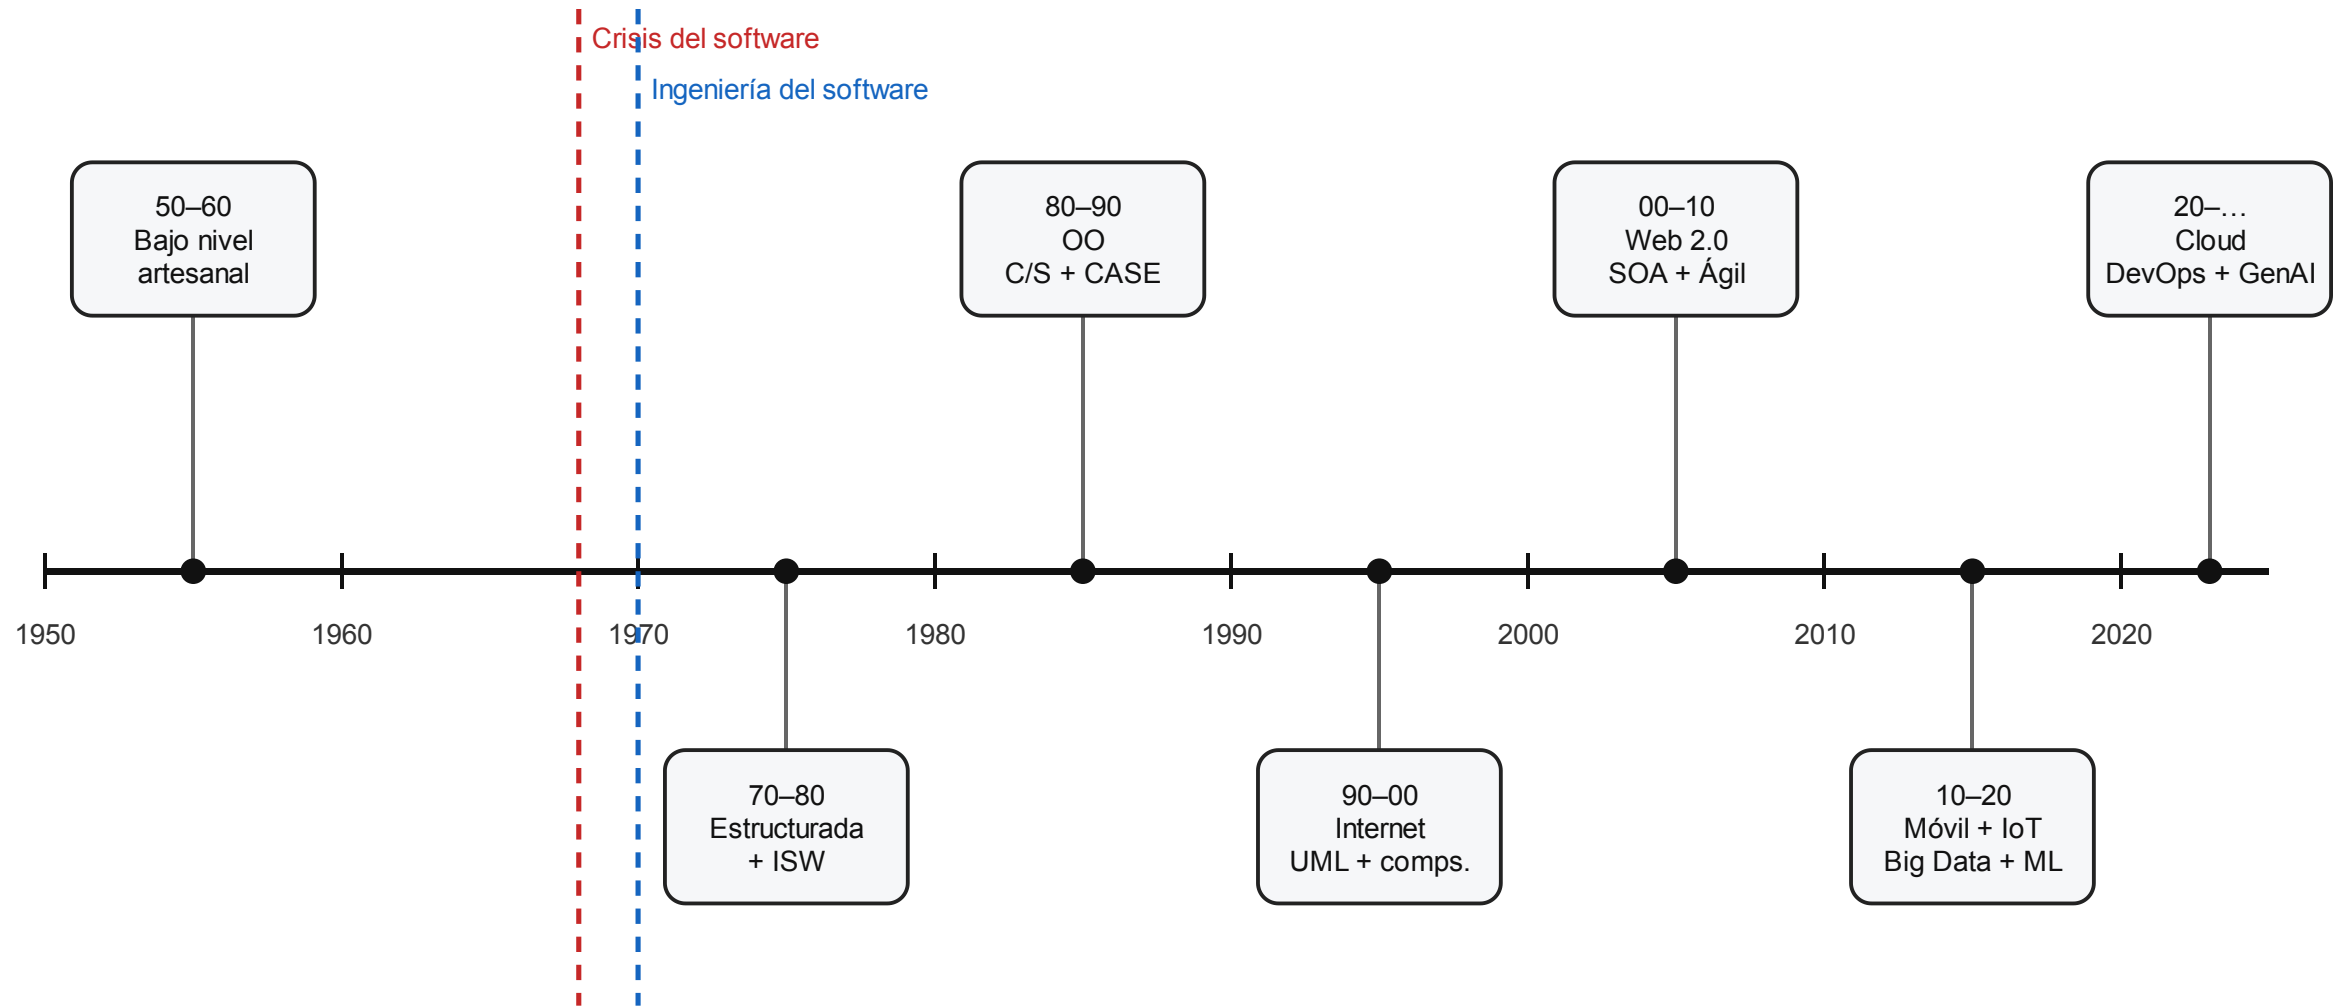 Crisis del software
Ingeniería del software
50–60
Bajo nivel
artesanal
80–90
OO
C/S + CASE
00–10
Web 2.0
SOA + Ágil
20–…
Cloud
DevOps + GenAI
1950
1960
1970
1980
1990
2000
2010
2020
70–80
Estructurada
+ ISW
90–00
Internet
UML + comps.
10–20
Móvil + IoT
Big Data + ML